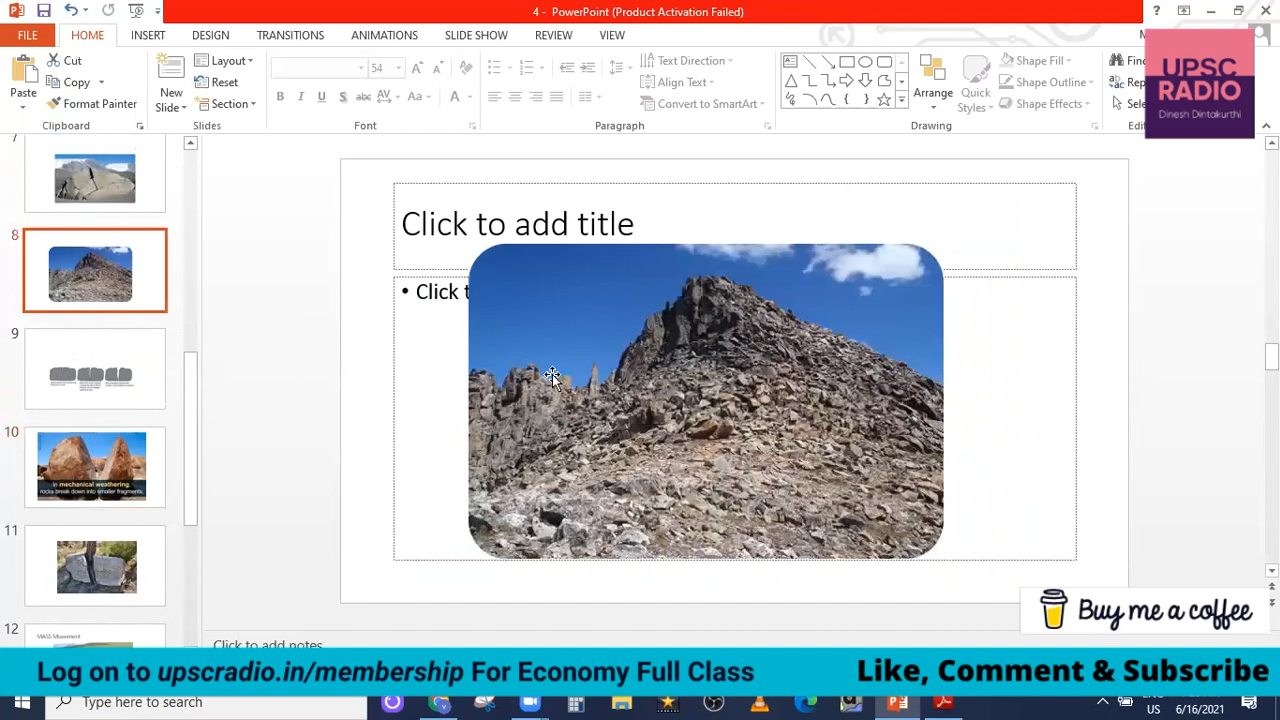 4 - PowerPoint (Product Activation Failed)
FILE HOME INSERT DESIGN TRANSITIONS ANIMATIONS SLIDE SHOW REVIEW VIEW
Paste
Cut
Copy
Format Painter
Clipboard
New Slide
Layout
Reset
Section
Slides
54
Font
Text Direction
Align Text
Convert to SmartArt
Paragraph
Arrange
Quick Styles
Shape Fill
Shape Outline
Shape Effects
Drawing
UPSC
RADIO
Dinesh Dintakurthi
7
8
9
10
In mechanical weathering,
rocks break down into smaller fragments,
11
12
MASS Movement
Click to add title
• Click
Click to add notes
Buy me a coffee
Log on to upscradio.in/membership For Economy Full Class
Like, Comment & Subscribe
Type here to search
US
6/16/2021